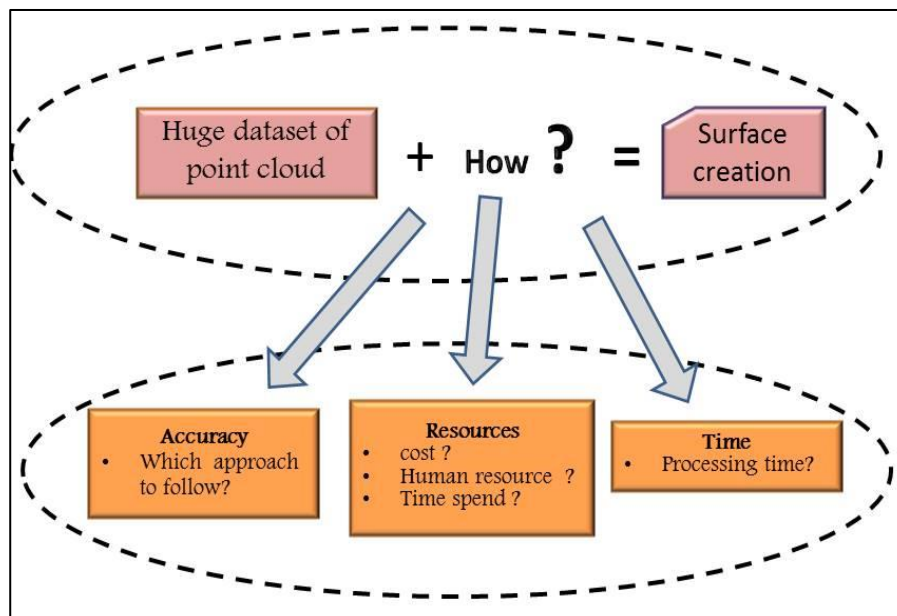 Huge dataset of
point cloud
+ How ? =
Surface
creation
Accuracy
• Which approach
to follow?
Resources
• cost ?
• Human resource ?
• Time spend ?
Time
• Processing time?